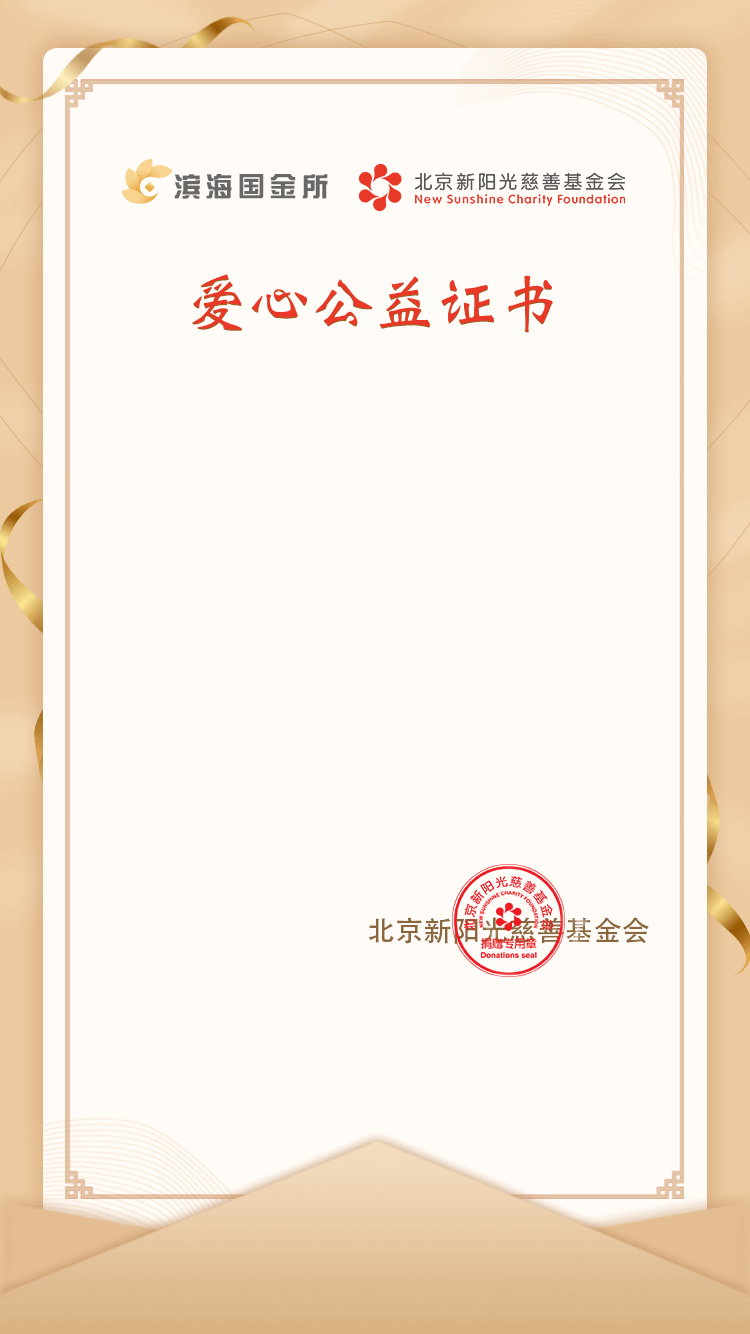 滨海国金所
北京新阳光慈善基金会
New Sunshine Charity Foundation
爱心公益证书
北京新阳光慈善基金会
NEW SUNSHINE CHARITY FOUNDATION
北京新阳光慈善基金会
捐赠专用章
Donations seal